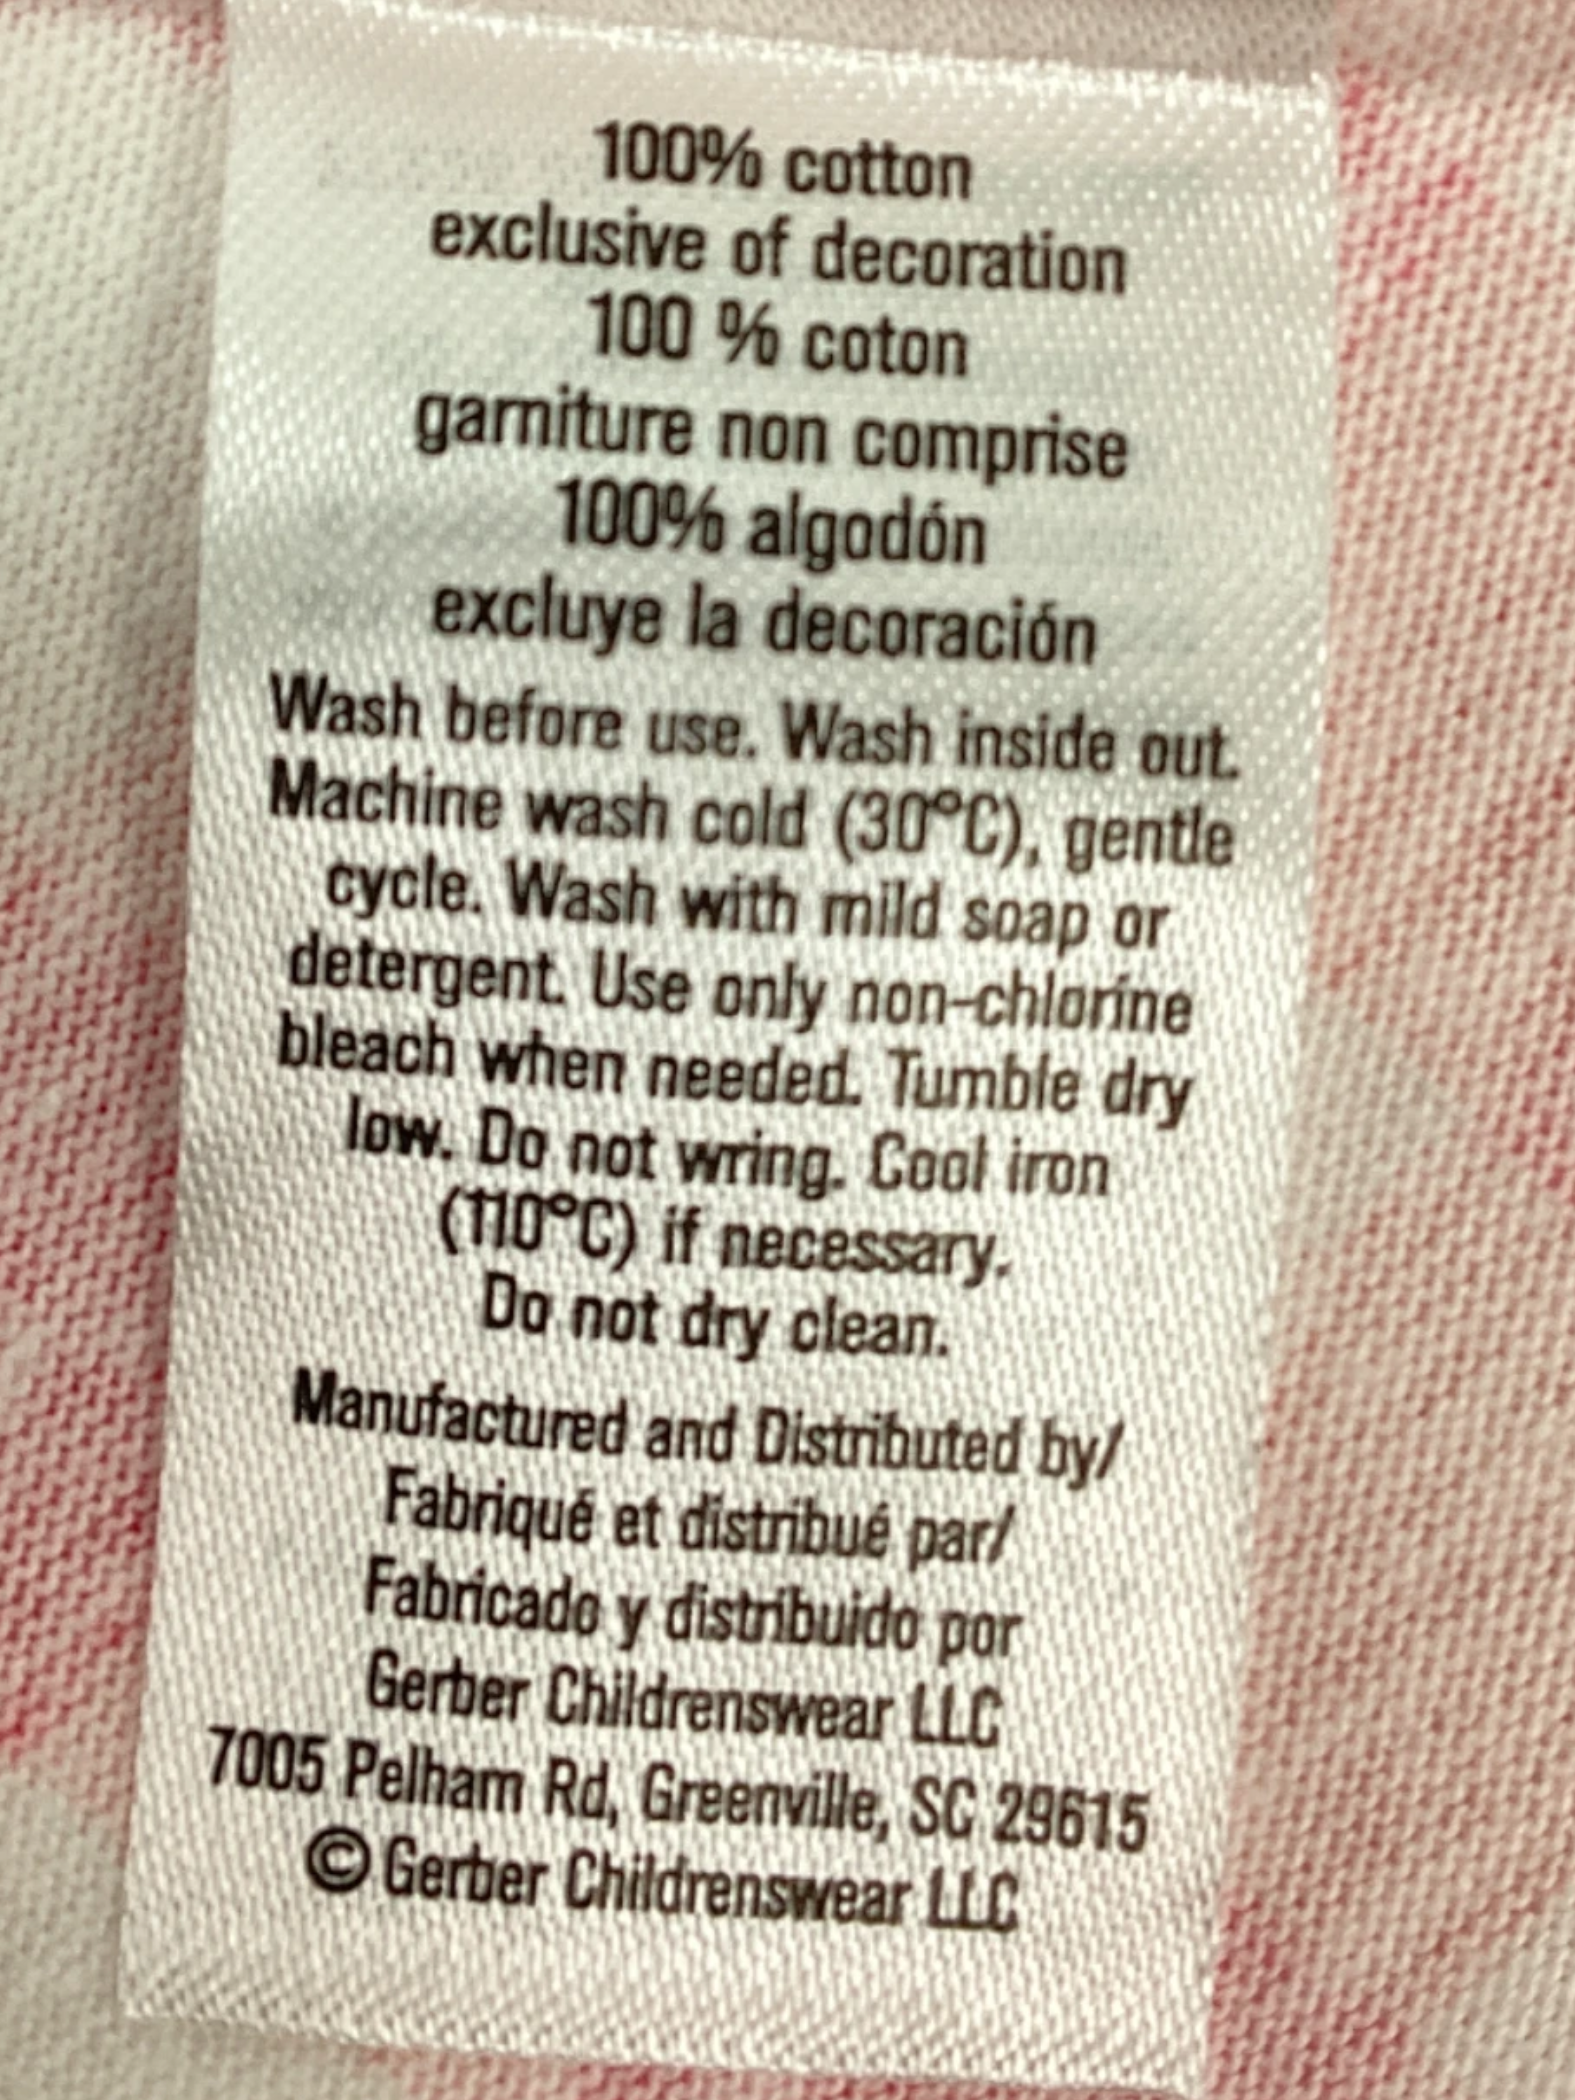 100% cotton
exclusive of decoration
100 % coton
garniture non comprise
100% algodón
excluye la decoración
Wash before use. Wash inside out.
Machine wash cold (30°C), gentle
cycle. Wash with mild soap or
detergent. Use only non-chlorine
bleach when needed. Tumble dry
low. Do not wring. Cool iron
(110°C) if necessary.
Do not dry clean.
Manufactured and Distributed by/
Fabriqué et distribué par/
Fabricado y distribuido por
Gerber Childrenswear LLC
7005 Pelham Rd, Greenville, SC 29615
© Gerber Childrenswear LLC